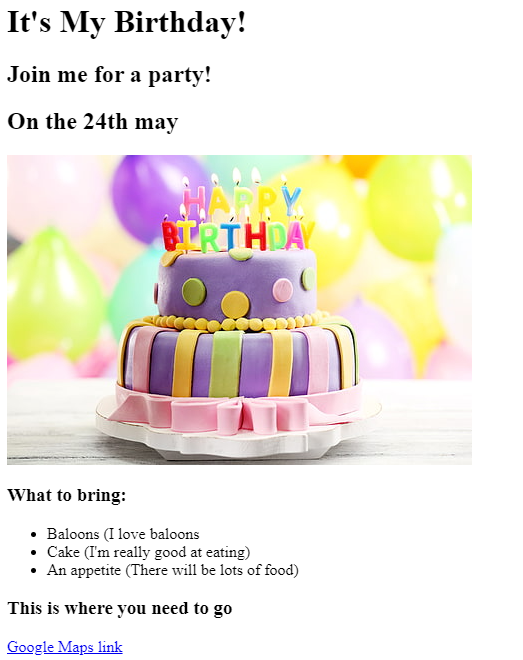 It's My Birthday!
Join me for a party!
On the 24th may
HAPPY
BIRTHDAY
What to bring:
Baloons (I love baloons
Cake (I'm really good at eating)
An appetite (There will be lots of food)
This is where you need to go
Google Maps link